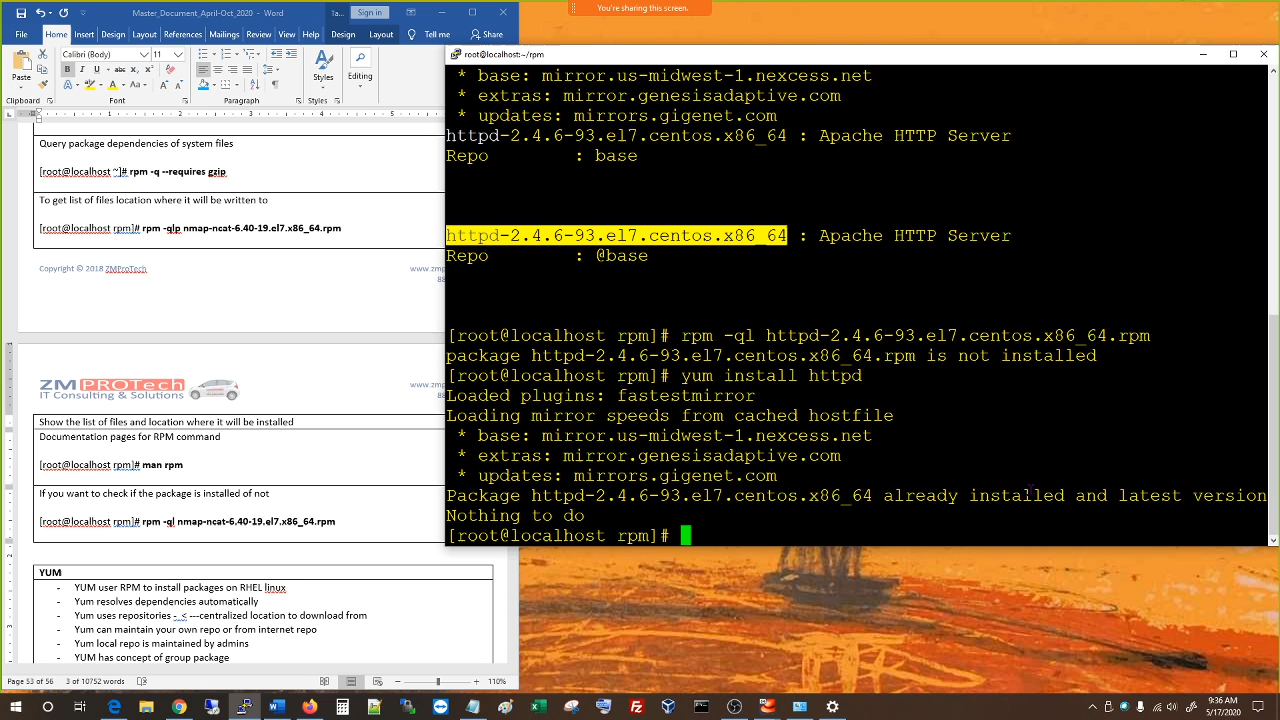 You're sharing this screen.
Master_Document_April-Oct_2020 - Word
Ta...
Sign in
File
Home
Insert
Design
Layout
References
Mailings
Review
View
Design
Layout
Tell me
Share
Paste
Calibri (Body)
11
Editing
Clipboard
Font
Paragraph
Styles
root@localhost:~/rpm
Query package dependencies of system files
[root@localhost ~]# rpm -q --requires gzip
To get list of files location where it will be written to
[root@localhost rpm]# rpm -qlp nmap-ncat-6.40-19.el7.x86_64.rpm
Copyright © 2018 ZMProTech
www.zmp
ZMPROTech
IT Consulting & Solutions
www.zm
Show the list of files and location where it will be installed
Documentation pages for RPM command
[root@localhost rpm]# man rpm
If you want to check if the package is installed of not
[root@localhost rpm]# rpm -ql nmap-ncat-6.40-19.el7.x86_64.rpm
YUM
- YUM user RPM to install packages on RHEL linux
- Yum resolves dependencies automatically
- Yum uses repositories -_< ---centralized location to download from
- Yum can maintain your own repo or from internet repo
- Yum local repo is maintained by admins
- YUM has concept of group package
Page 53 of 56
3 of 10752 words
110%
* base: mirror.us-midwest-1.nexcess.net
* extras: mirror.genesisadaptive.com
* updates: mirrors.gigenet.com
httpd-2.4.6-93.el7.centos.x86_64 : Apache HTTP Server
Repo : base
httpd-2.4.6-93.el7.centos.x86_64 : Apache HTTP Server
Repo : @base
[root@localhost rpm]# rpm -ql httpd-2.4.6-93.el7.centos.x86_64.rpm
package httpd-2.4.6-93.el7.centos.x86_64.rpm is not installed
[root@localhost rpm]# yum install httpd
Loaded plugins: fastestmirror
Loading mirror speeds from cached hostfile
* base: mirror.us-midwest-1.nexcess.net
* extras: mirror.genesisadaptive.com
* updates: mirrors.gigenet.com
Package httpd-2.4.6-93.el7.centos.x86_64 already installed and latest version
Nothing to do
[root@localhost rpm]#
9:36 AM
5/17/2020